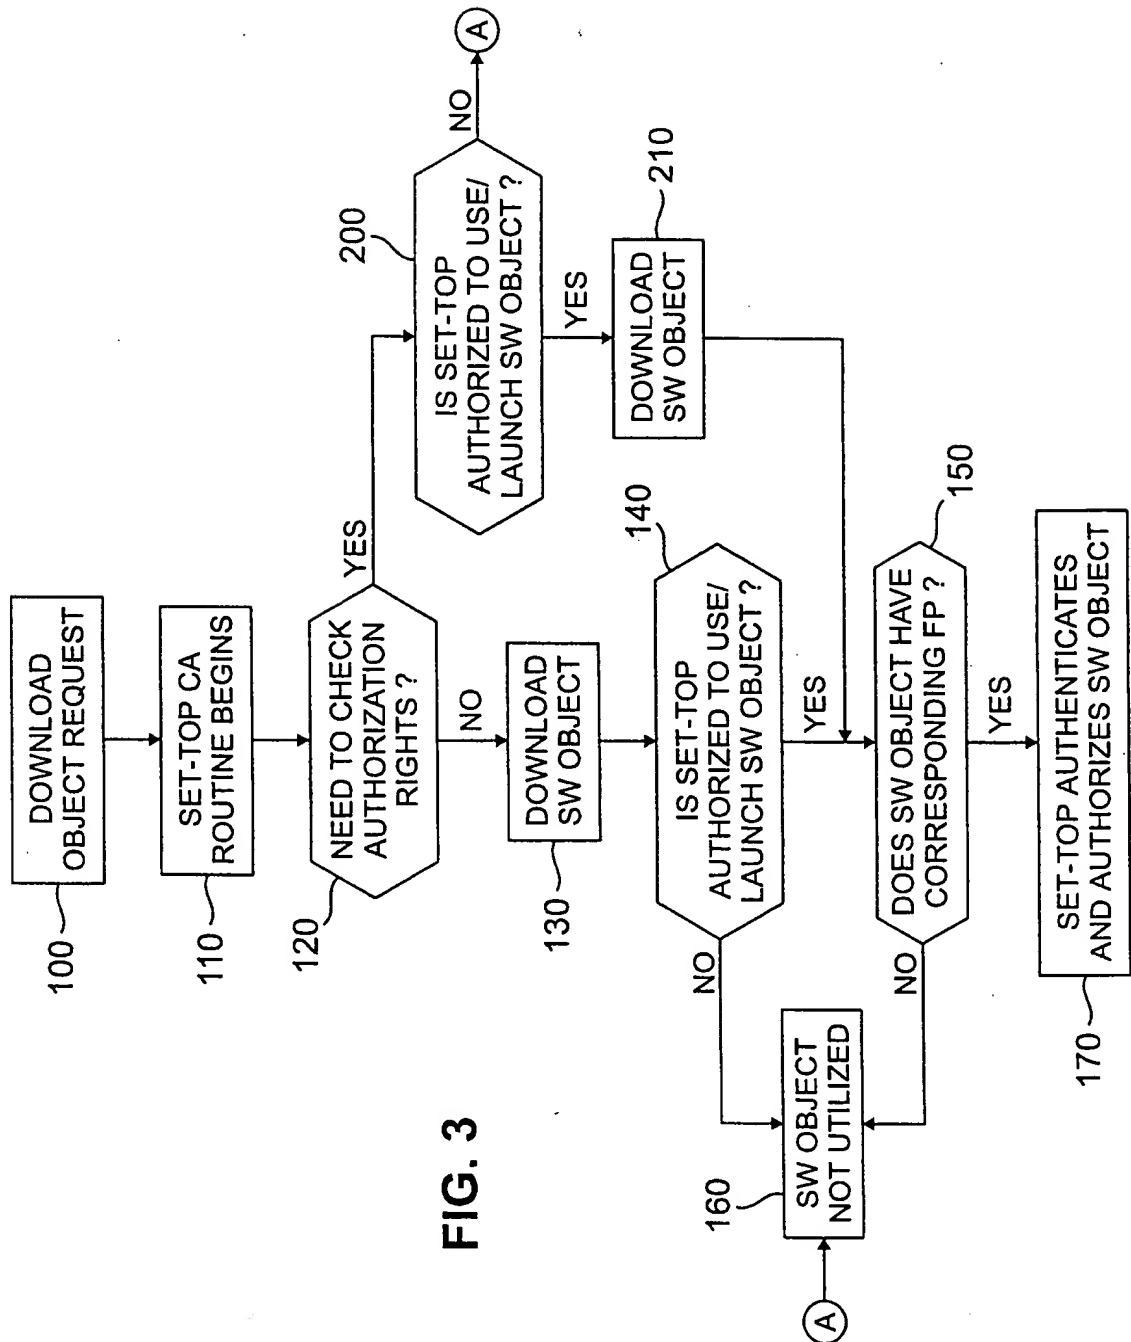 DOWNLOAD
OBJECT REQUEST
100
SET-TOP CA
ROUTINE BEGINS
110
NEED TO CHECK
AUTHORIZATION
RIGHTS ?
120
YES
NO
IS SET-TOP
AUTHORIZED TO USE/
LAUNCH SW OBJECT ?
200
NO
A
YES
DOWNLOAD
SW OBJECT
210
DOWNLOAD
SW OBJECT
130
IS SET-TOP
AUTHORIZED TO USE/
LAUNCH SW OBJECT ?
140
NO
YES
DOES SW OBJECT HAVE
CORRESPONDING FP ?
150
NO
YES
A
SW OBJECT
NOT UTILIZED
160
SET-TOP AUTHENTICATES
AND AUTHORIZES SW OBJECT
170
FIG. 3